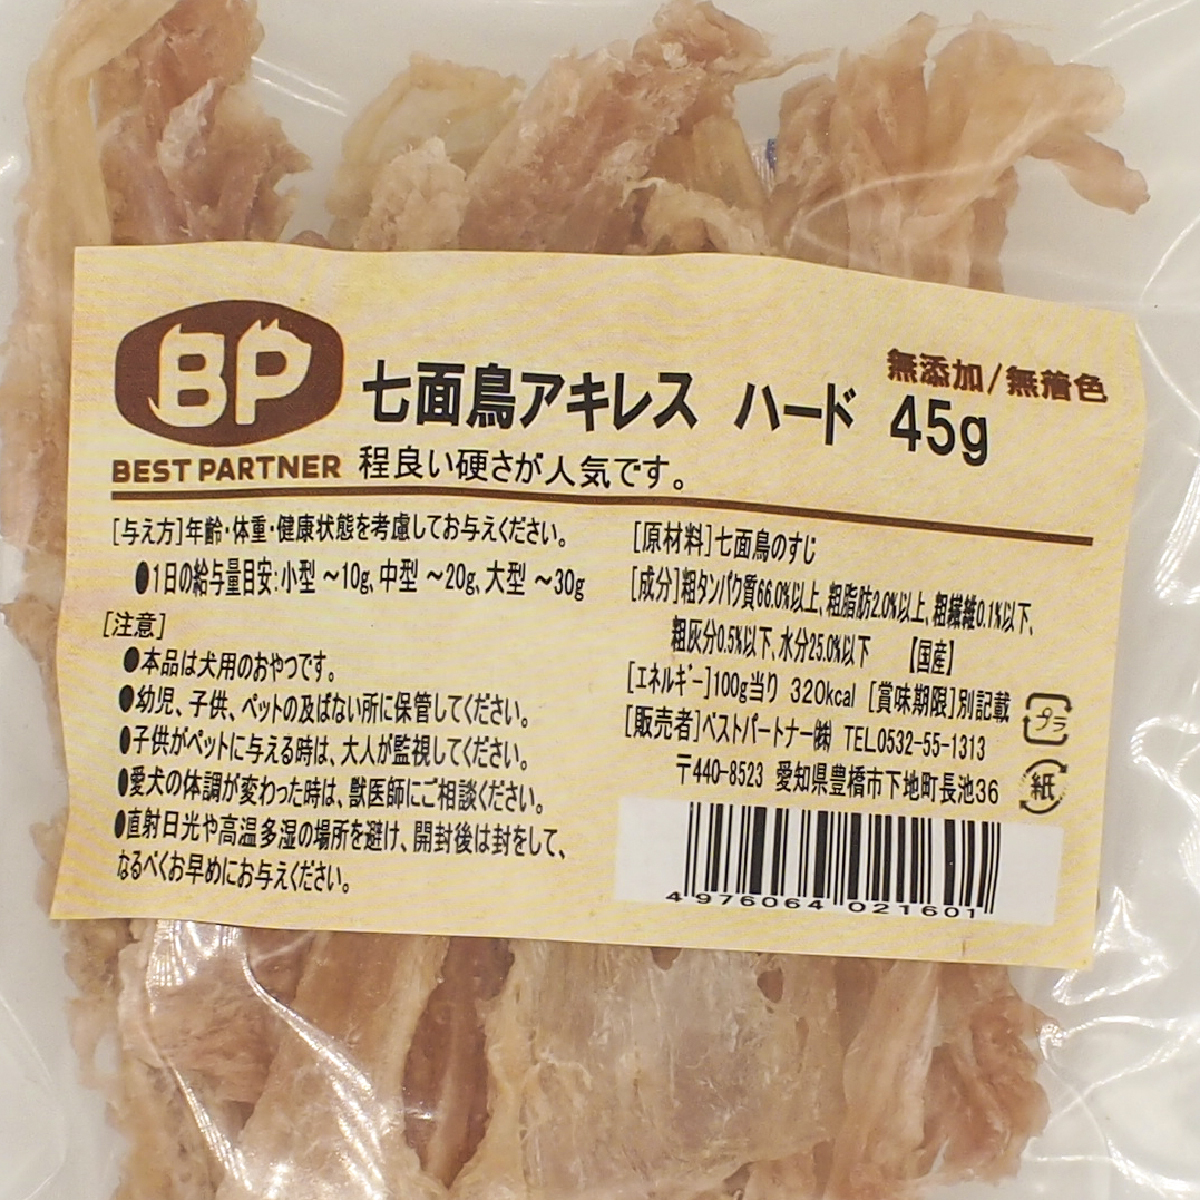 BP
BEST PARTNER
無添加/無着色
七面鳥アキレス ハード 45g
程良い硬さが人気です。
[与え方]年齢・体重・健康状態を考慮してお与えください。
●1日の給与量目安:小型 ～10g、中型 ～20g、大型 ～30g
[注意]
●本品は犬用のおやつです。
●幼児、子供、ペットの及ばない所に保管してください。
●子供がペットに与える時は、大人が監視してください。
●愛犬の体調が変わった時は、獣医師にご相談ください。
●直射日光や高温多湿の場所を避け、開封後は封をして、
なるべくお早めにお与えください。
[原材料]七面鳥のすじ
[成分]粗タンパク質66.0%以上、粗脂肪2.0%以上、粗繊維0.1%以下、
粗灰分0.5%以下、水分25.0%以下 【国産】
[エネルギー]100g当り 320kcal [賞味期限]別記載
[販売者]ベストパートナー㈱ TEL0532-55-1313
〒440-8523 愛知県豊橋市下地町長池36
プラ
紙
4 976064 021601